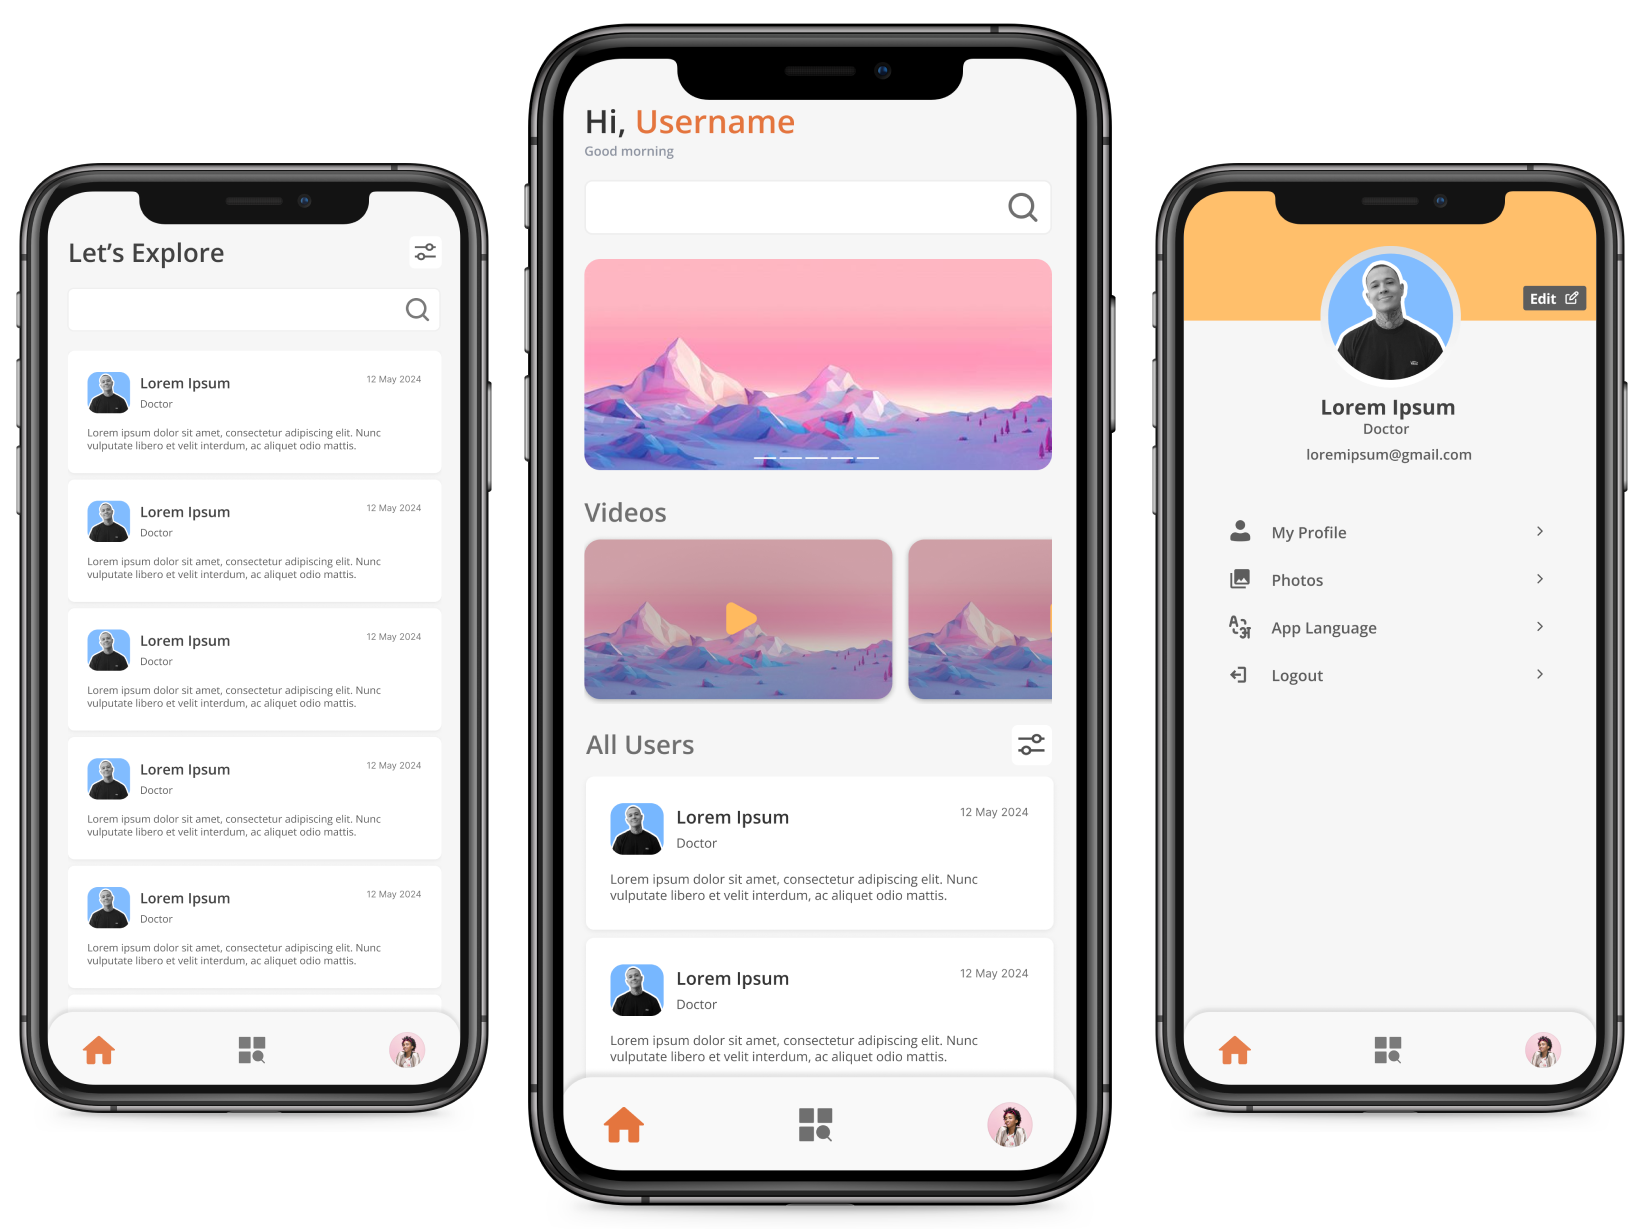 Let's Explore
Lorem Ipsum
12 May 2024
Doctor
Lorem ipsum dolor sit amet, consectetur adipiscing elit. Nunc
vulputate libero et velit interdum, ac aliquet odio mattis.
Lorem Ipsum
12 May 2024
Doctor
Lorem ipsum dolor sit amet, consectetur adipiscing elit. Nunc
vulputate libero et velit interdum, ac aliquet odio mattis.
Lorem Ipsum
12 May 2024
Doctor
Lorem ipsum dolor sit amet, consectetur adipiscing elit. Nunc
vulputate libero et velit interdum, ac aliquet odio mattis.
Lorem Ipsum
12 May 2024
Doctor
Lorem ipsum dolor sit amet, consectetur adipiscing elit. Nunc
vulputate libero et velit interdum, ac aliquet odio mattis.
Lorem Ipsum
12 May 2024
Doctor
Lorem ipsum dolor sit amet, consectetur adipiscing elit. Nunc
vulputate libero et velit interdum, ac aliquet odio mattis.
Hi, Username
Good morning
Videos
All Users
Lorem Ipsum
12 May 2024
Doctor
Lorem ipsum dolor sit amet, consectetur adipiscing elit. Nunc
vulputate libero et velit interdum, ac aliquet odio mattis.
Lorem Ipsum
12 May 2024
Doctor
Lorem ipsum dolor sit amet, consectetur adipiscing elit. Nunc
vulputate libero et velit interdum, ac aliquet odio mattis.
Edit
Lorem Ipsum
Doctor
loremipsum@gmail.com
My Profile
Photos
A अ App Language
Logout